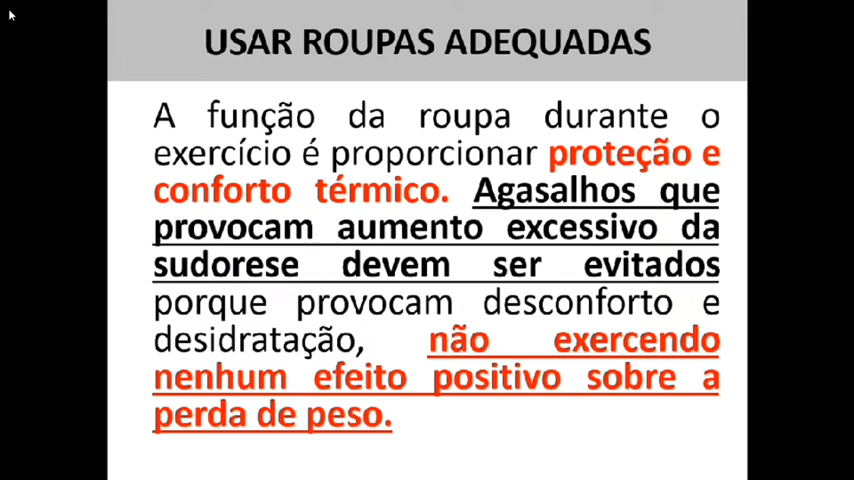 USAR ROUPAS ADEQUADAS
A função da roupa durante o
exercício é proporcionar proteção e
conforto térmico. Agasalhos que
provocam aumento excessivo da
sudorese devem ser evitados
porque provocam desconforto e
desidratação, não exercendo
nenhum efeito positivo sobre a
perda de peso.